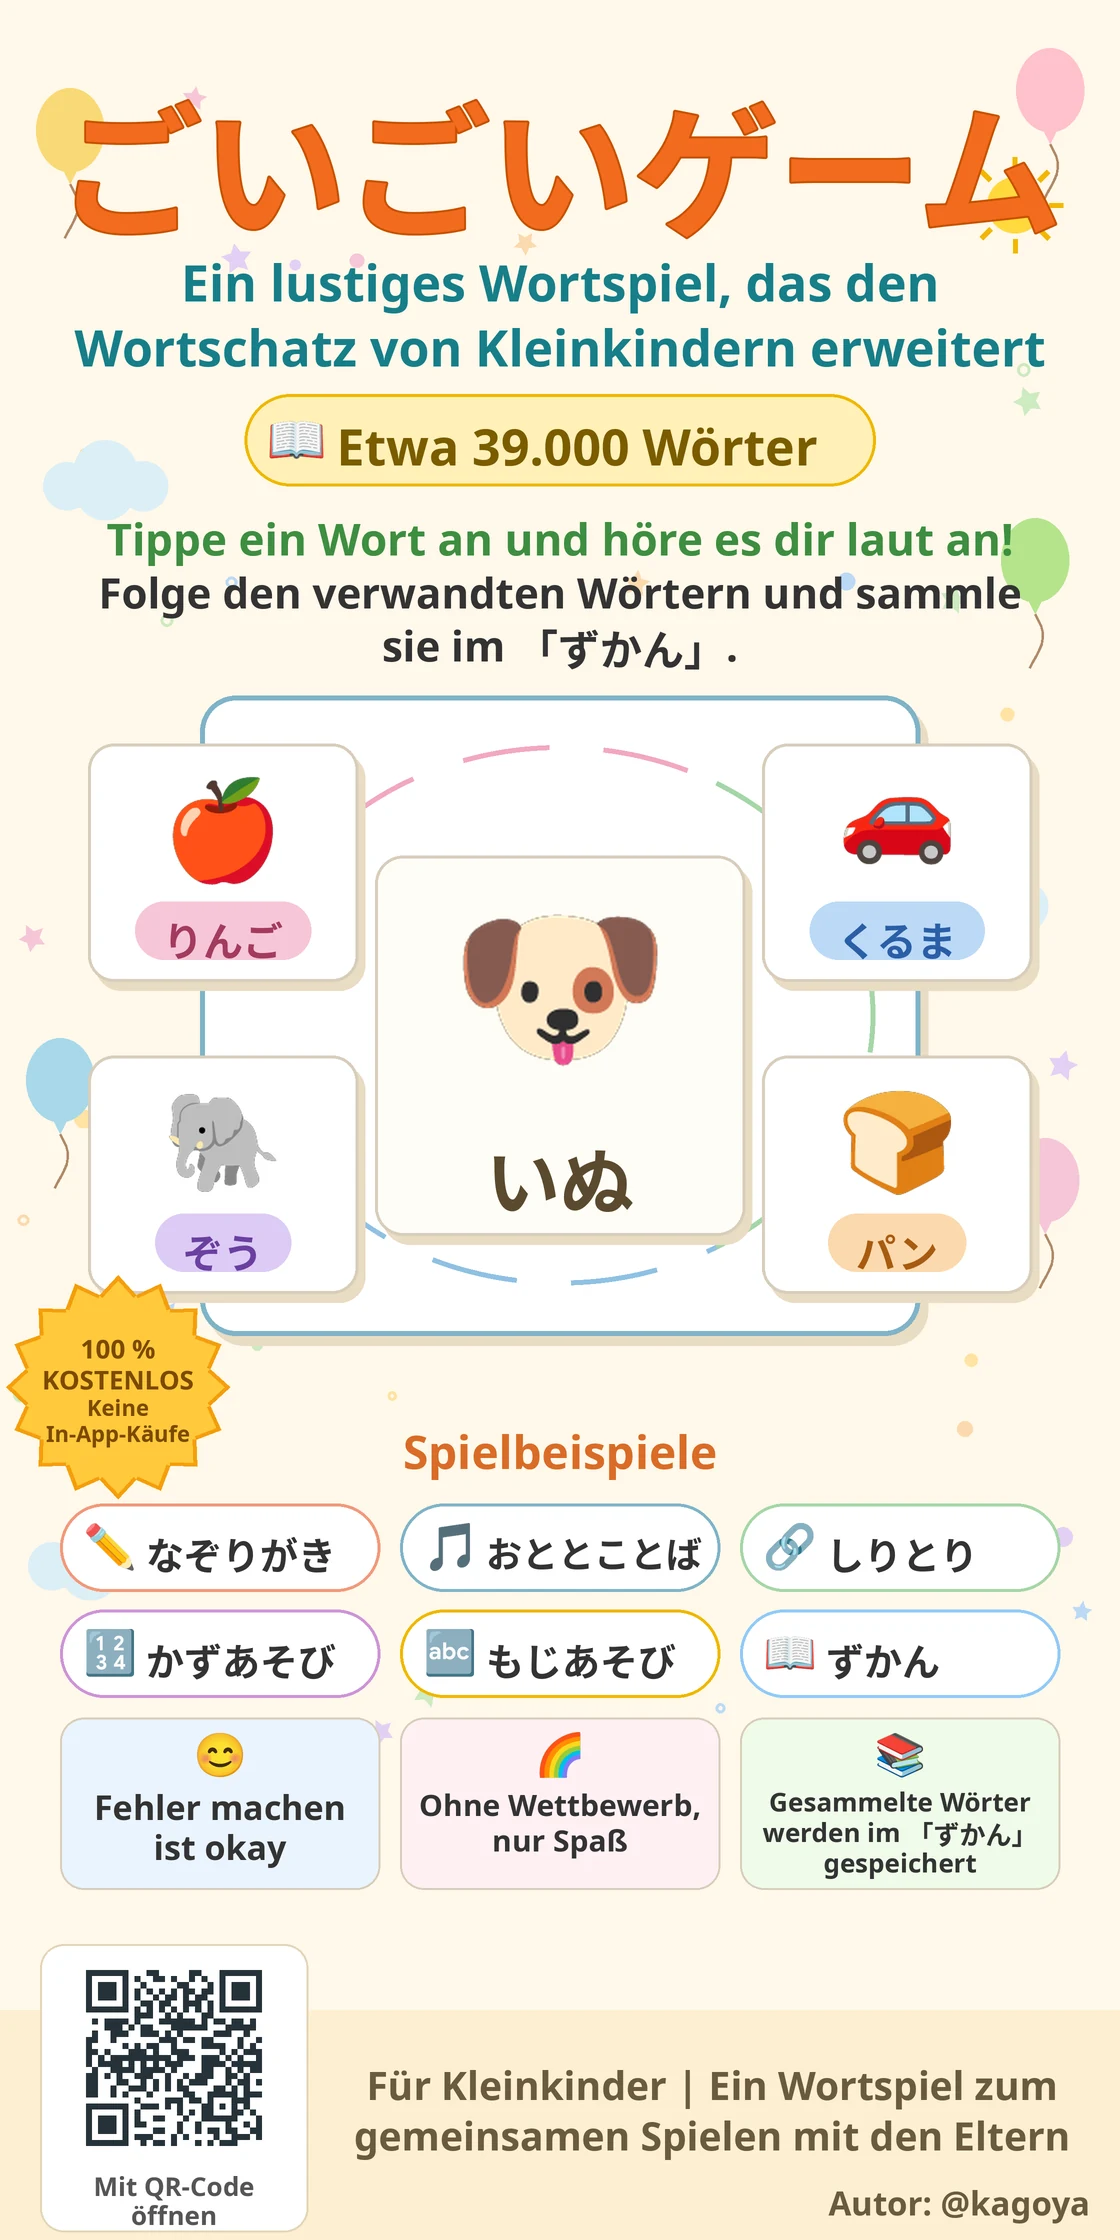 ごいごいゲーム
Ein lustiges Wortspiel, das den
Wortschatz von Kleinkindern erweitert
Etwa 39.000 Wörter
Tippe ein Wort an und höre es dir laut an!
Folge den verwandten Wörtern und sammle
sie im 「ずかん」.
りんご
くるま
いぬ
ぞう
パン
100 %
KOSTENLOS
Keine
In-App-Käufe
Spielbeispiele
なぞりがき
おととことば
しりとり
かずあそび
もじあそび
ずかん
Fehler machen
ist okay
Ohne Wettbewerb,
nur Spaß
Gesammelte Wörter
werden im 「ずかん」
gespeichert
Mit QR-Code
öffnen
Für Kleinkinder | Ein Wortspiel zum
gemeinsamen Spielen mit den Eltern
Autor: @kagoya